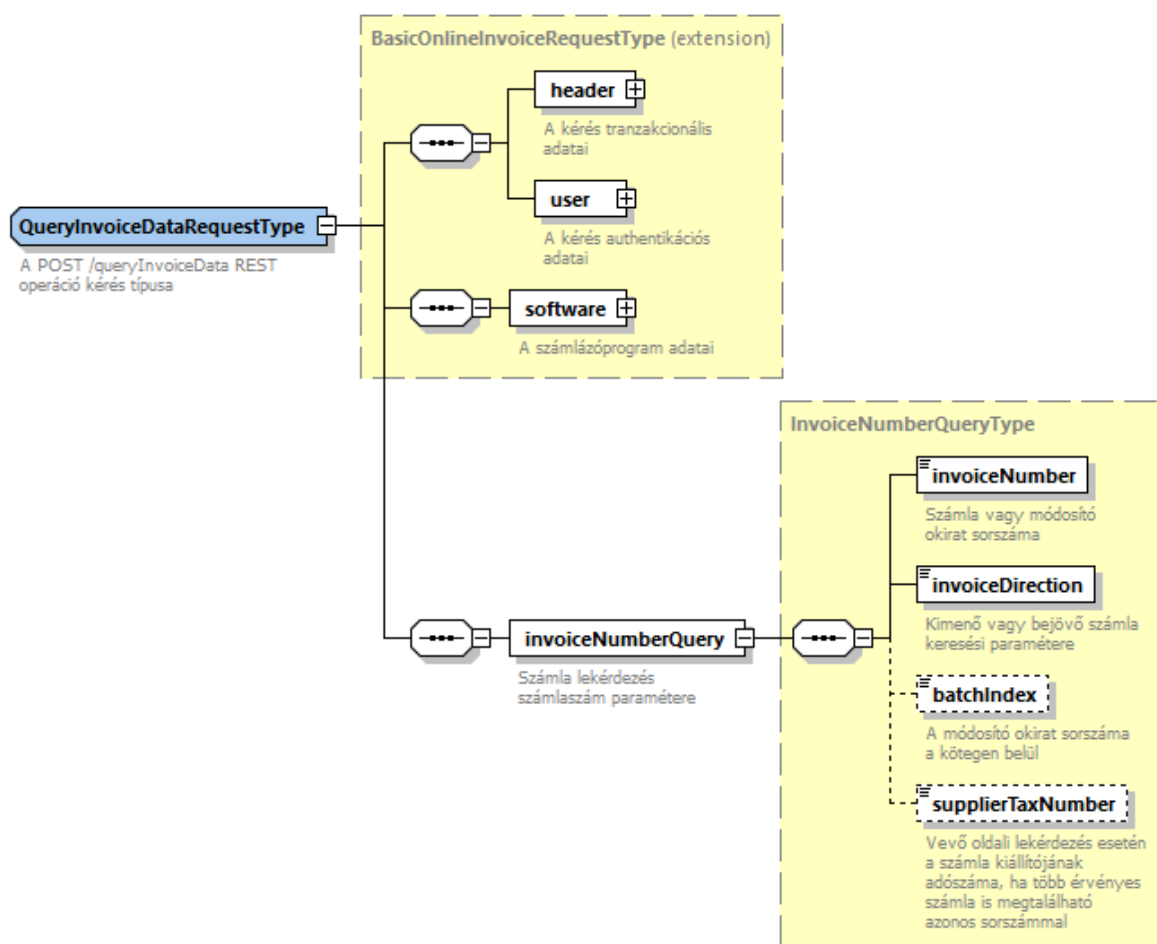 BasicOnlineInvoiceRequestType (extension)
header
A kérés tranzakcionális
adatai
user
A kérés authentikációs
adatai
QueryInvoiceDataRequestType
A POST /queryInvoiceData REST
operáció kérés típusa
software
A számlázóprogram adatai
InvoiceNumberQueryType
invoiceNumber
Számla vagy módosító
okirat sorszáma
invoiceDirection
Kimenő vagy bejövő számla
keresési paramétere
invoiceNumberQuery
Számla lekérdezés
számlaszám paramétere
batchIndex
A módosító okirat sorszáma
a kötegen belül
supplierTaxNumber
Vevő oldali lekérdezés esetén
a számla kiállítójának
adószáma, ha több érvényes
számla is megtalálható
azonos sorszámmal